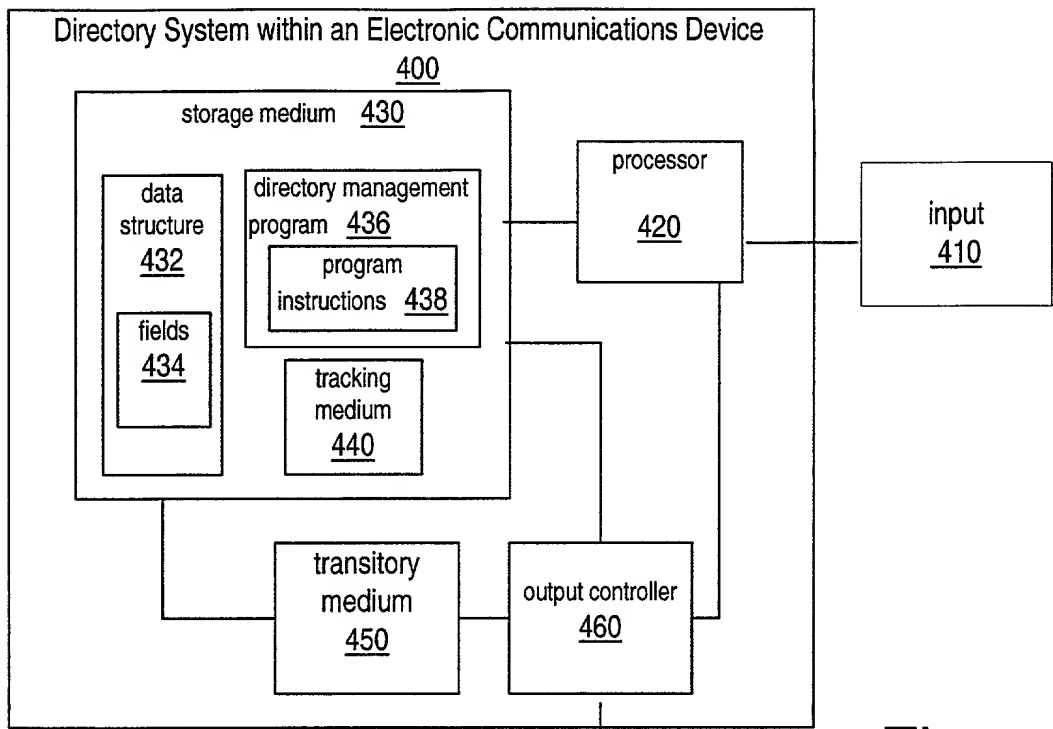 Directory System within an Electronic Communications Device
400
storage medium 430
data
structure
432
fields
434
directory management
program 436
program
instructions 438
tracking
medium
440
processor
420
input
410
transitory
medium
450
output controller
460